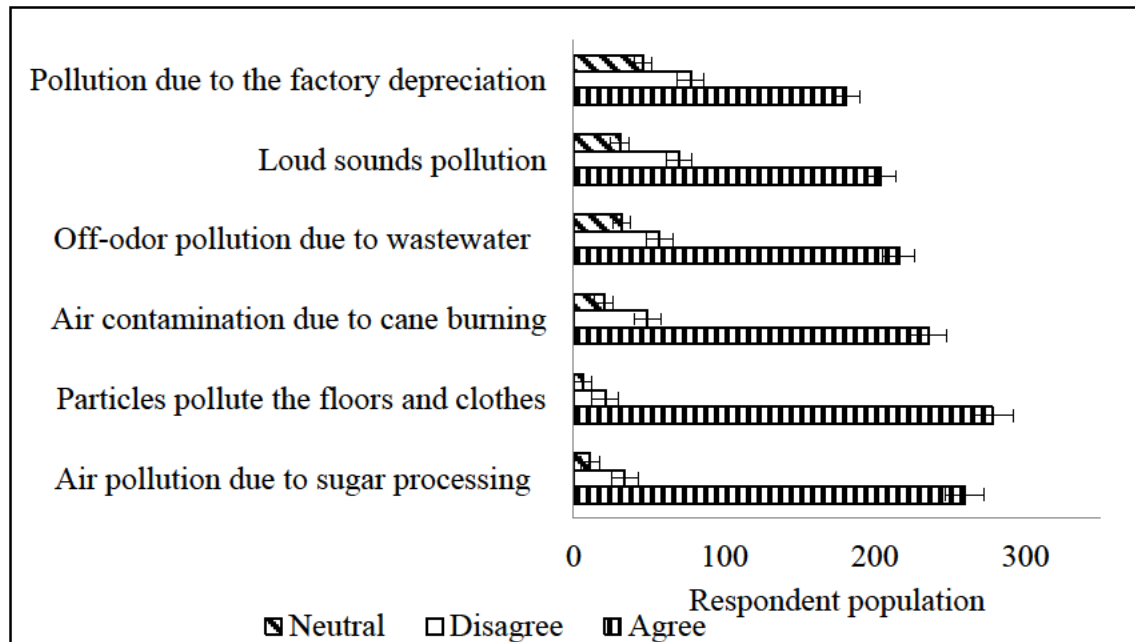 Pollution due to the factory depreciation
Loud sounds pollution
Off-odor pollution due to wastewater
Air contamination due to cane burning
Particles pollute the floors and clothes
Air pollution due to sugar processing
0 100 200 300
Respondent population
Neutral Disagree Agree